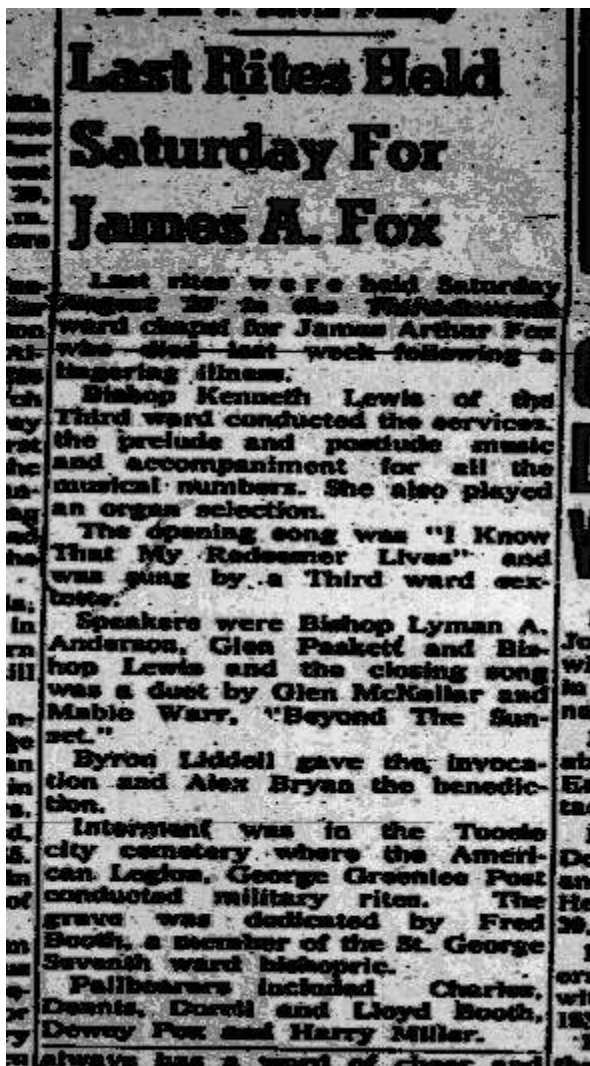 Last Rites Held
Saturday For
James A. Fox
Last rites were held Saturday
in the
ward chapel for James Arthur Fox
who died last week following a
lingering illness.
Bishop Kenneth Lewis of the
Third ward conducted the services.
the prelude and postlude music
and accompaniment for all the
musical numbers. She also played
an organ selection.
The opening song was "I Know
That My Redeemer Lives" and
was sung by a Third ward sex-
tette.
Speakers were Bishop Lyman A.
Anderson, Glen Paskett and Bis-
hop Lewis and the closing song
was a duet by Glen McKellar and
Mable Warr, "Beyond The Sun-
set."
Byron Liddell gave the invoca-
tion and Alex Bryan the benedic-
tion.
Interment was in the Tooele
city cemetery where the Ameri-
can Legion, George Greenlee Post
conducted military rites. The
grave was dedicated by Fred
Booth, a member of the St. George
Seventh ward bishopric.
Pallbearers included Charles,
Dennis, and Lloyd Booth,
Dewey Fox and Harry Miller.
always has a word of cheer and